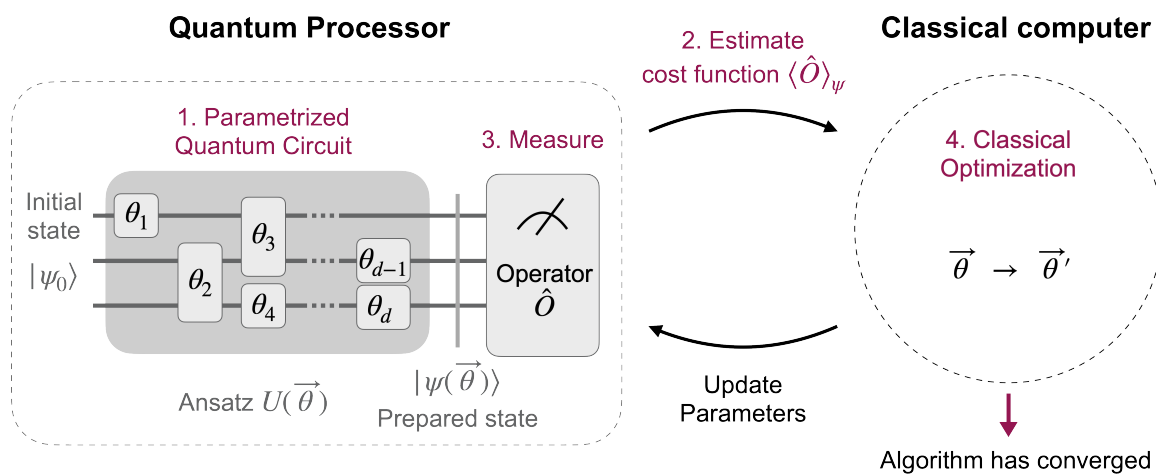 Quantum Processor
Classical computer
2. Estimate
cost function ⟨Ô⟩ψ
1. Parametrized
Quantum Circuit
3. Measure
4. Classical
Optimization
Initial
state
|ψ₀⟩
θ₁
θ₂
θ₃
θ₄
θd−1
θd
Operator
Ô
θ⃗ → θ⃗ ′
Ansatz U(θ⃗)
|ψ(θ⃗)⟩
Prepared state
Update
Parameters
Algorithm has converged